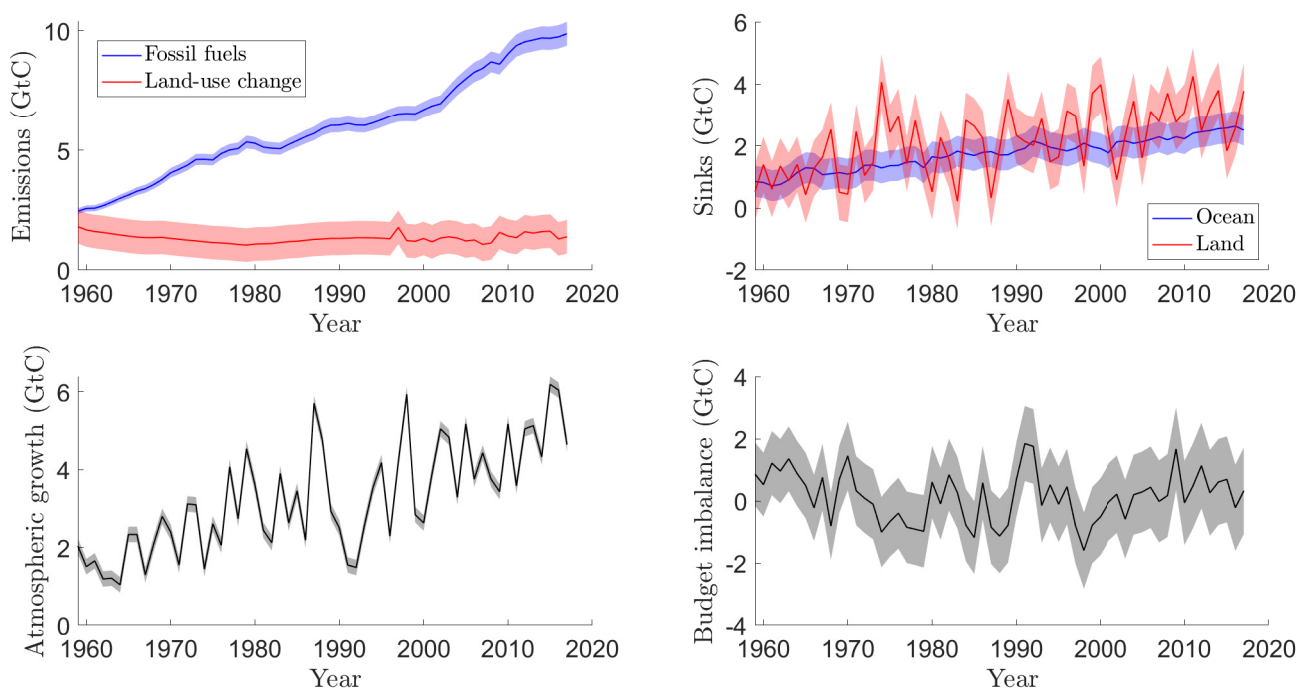 Emissions (GtC)
10
5
0
Fossil fuels
Land-use change
1960 1970 1980 1990 2000 2010 2020
Year
Sinks (GtC)
6
4
2
0
-2
Ocean
Land
1960 1970 1980 1990 2000 2010 2020
Year
Atmospheric growth (GtC)
6
4
2
0
1960 1970 1980 1990 2000 2010 2020
Year
Budget imbalance (GtC)
4
2
0
-2
-4
1960 1970 1980 1990 2000 2010 2020
Year